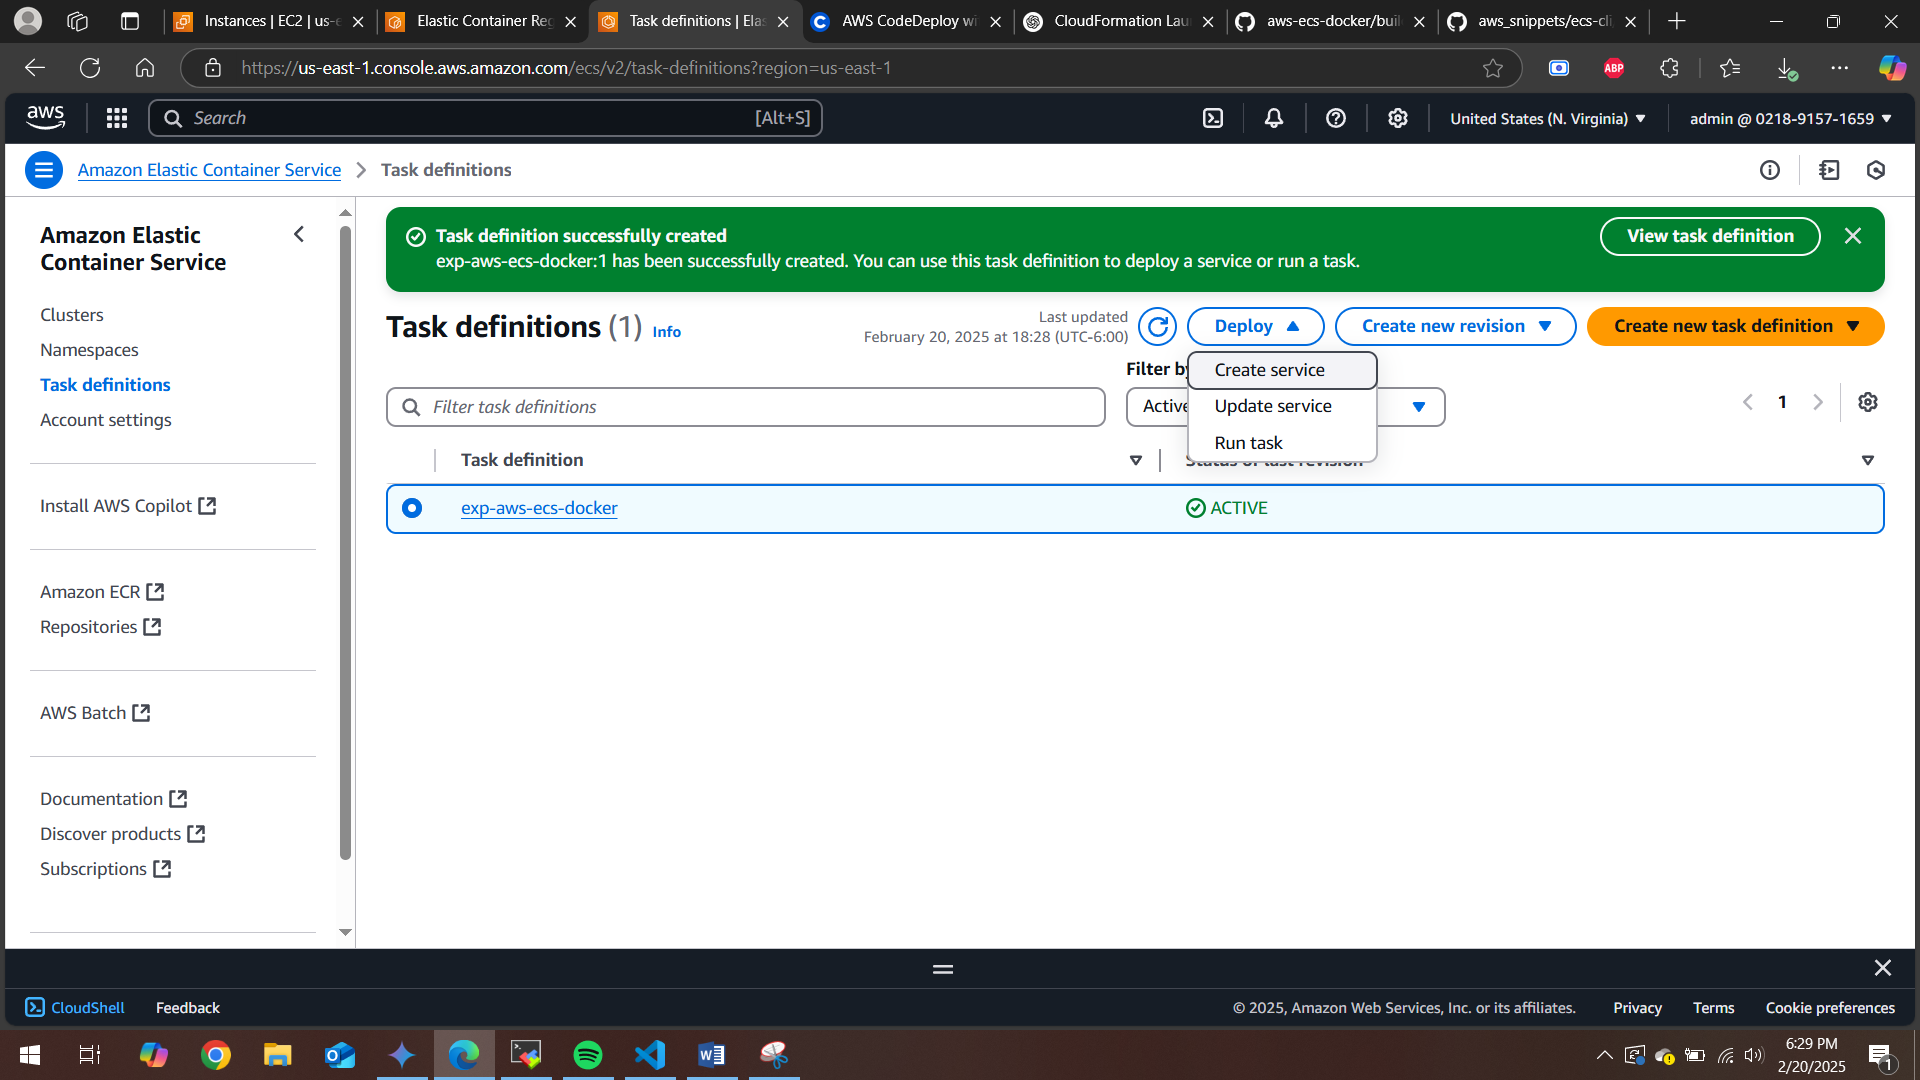 Instances | EC2 | us-e
Elastic Container Reg
Task definitions | Elas
AWS CodeDeploy wi
CloudFormation Lau
aws-ecs-docker/buil
aws_snippets/ecs-cli
https://us-east-1.console.aws.amazon.com/ecs/v2/task-definitions?region=us-east-1
ABP
aws
Search
[Alt+S]
United States (N. Virginia)
admin @ 0218-9157-1659
Amazon Elastic Container Service
Task definitions
Amazon Elastic
Container Service
Clusters
Namespaces
Task definitions
Account settings
Install AWS Copilot
Amazon ECR
Repositories
AWS Batch
Documentation
Discover products
Subscriptions
Task definition successfully created
exp-aws-ecs-docker:1 has been successfully created. You can use this task definition to deploy a service or run a task.
View task definition
Task definitions (1) Info
Last updated
February 20, 2025 at 18:28 (UTC-6:00)
Deploy
Create new revision
Create new task definition
Create service
Update service
Run task
Filter task definitions
Filter by
Active
1
Task definition
Status of last revision
exp-aws-ecs-docker
ACTIVE
CloudShell
Feedback
© 2025, Amazon Web Services, Inc. or its affiliates.
Privacy
Terms
Cookie preferences
6:29 PM
2/20/2025
1